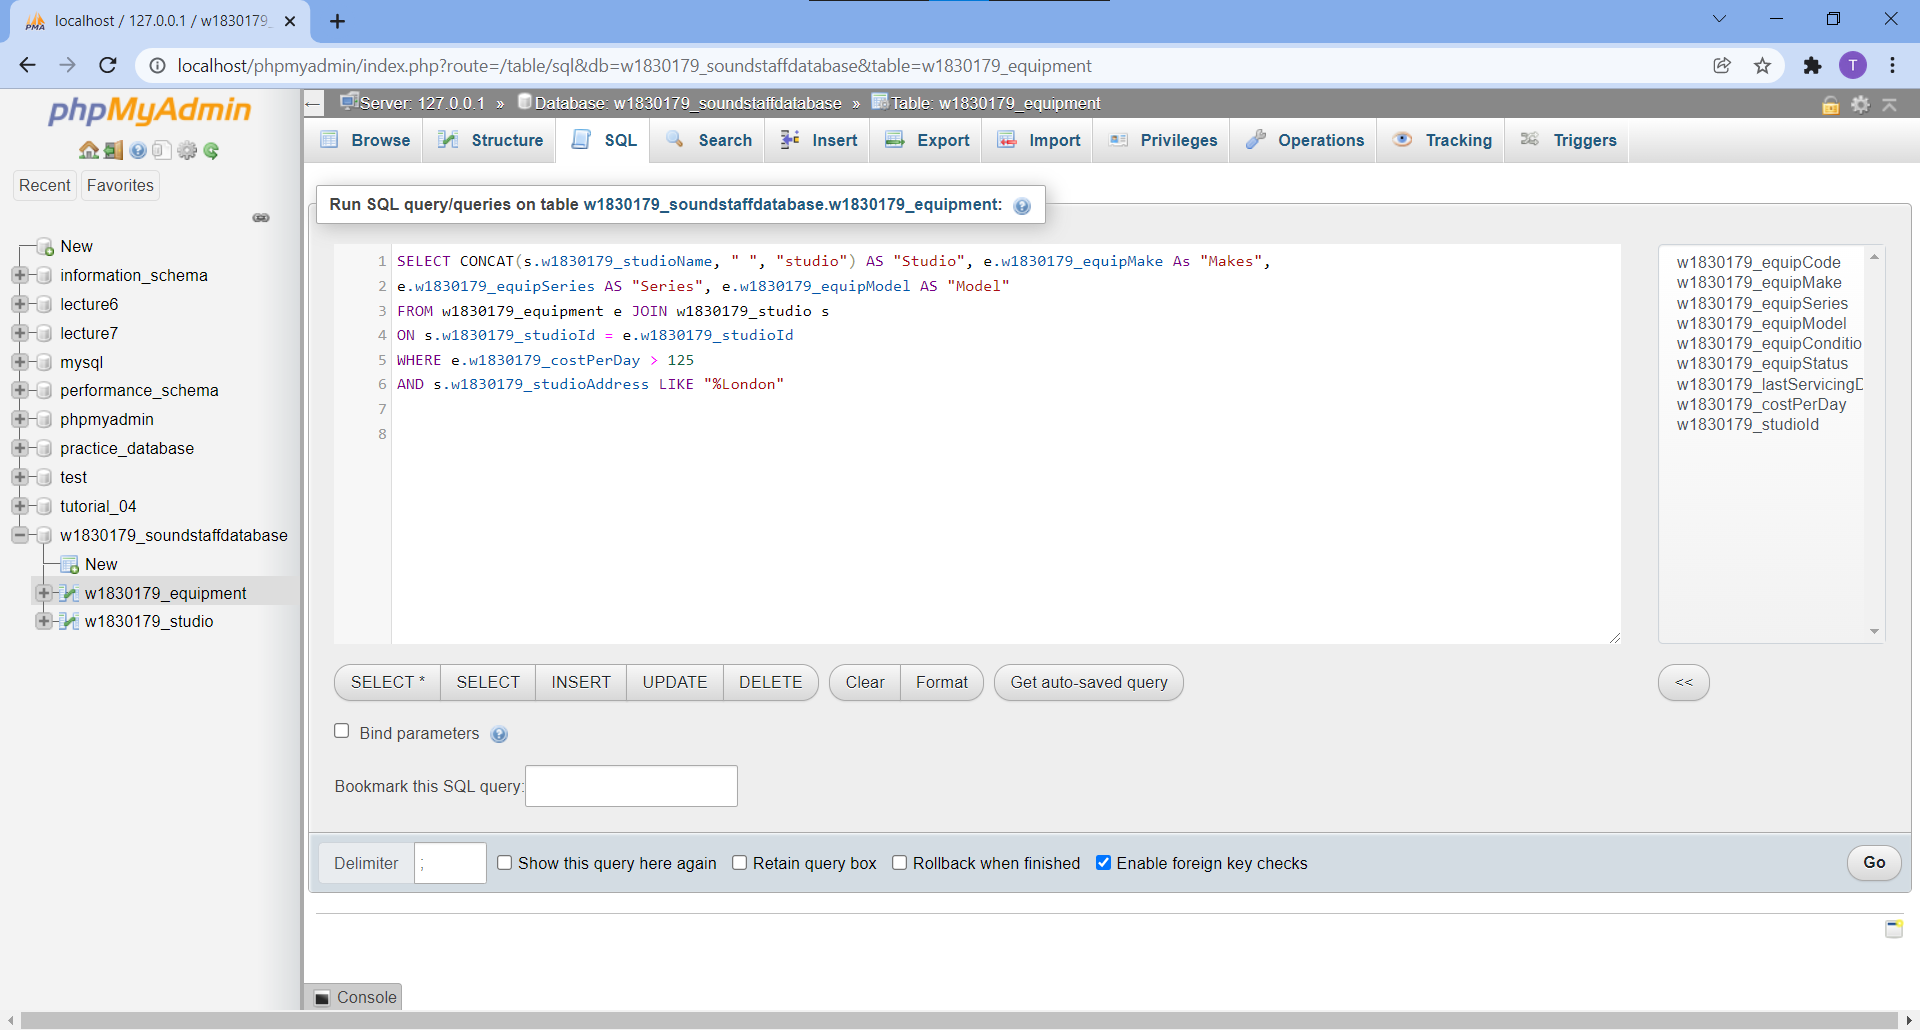 localhost / 127.0.0.1 / w1830179_
localhost/phpmyadmin/index.php?route=/table/sql&db=w1830179_soundstaffdatabase&table=w1830179_equipment
T
phpMyAdmin
Recent
Favorites
New
information_schema
lecture6
lecture7
mysql
performance_schema
phpmyadmin
practice_database
test
tutorial_04
w1830179_soundstaffdatabase
New
w1830179_equipment
w1830179_studio
Server: 127.0.0.1 » Database: w1830179_soundstaffdatabase » Table: w1830179_equipment
Browse Structure SQL Search Insert Export Import Privileges Operations Tracking Triggers
Run SQL query/queries on table w1830179_soundstaffdatabase.w1830179_equipment:
1 SELECT CONCAT(s.w1830179_studioName, " ", "studio") AS "Studio", e.w1830179_equipMake As "Makes",
2 e.w1830179_equipSeries AS "Series", e.w1830179_equipModel AS "Model"
3 FROM w1830179_equipment e JOIN w1830179_studio s
4 ON s.w1830179_studioId = e.w1830179_studioId
5 WHERE e.w1830179_costPerDay > 125
6 AND s.w1830179_studioAddress LIKE "%London"
7
8
w1830179_equipCode
w1830179_equipMake
w1830179_equipSeries
w1830179_equipModel
w1830179_equipConditio
w1830179_equipStatus
w1830179_lastServicingD
w1830179_costPerDay
w1830179_studioId
SELECT * SELECT INSERT UPDATE DELETE Clear Format Get auto-saved query <<
Bind parameters
Bookmark this SQL query:
Delimiter ; Show this query here again Retain query box Rollback when finished Enable foreign key checks Go
Console